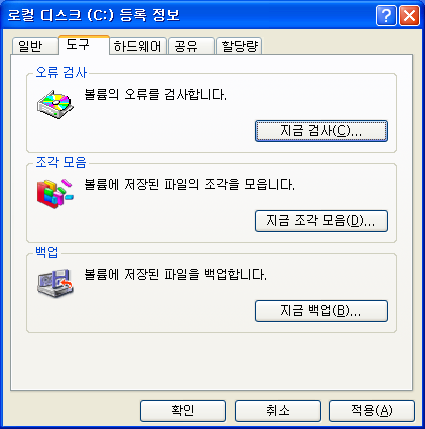 로컬 디스크 (C:) 등록 정보
일반 도구 하드웨어 공유 할당량
오류 검사
볼륨의 오류를 검사합니다.
지금 검사(C)...
조각 모음
볼륨에 저장된 파일의 조각을 모읍니다.
지금 조각 모음(D)...
백업
볼륨에 저장된 파일을 백업합니다.
지금 백업(B)...
확인 취소 적용(A)